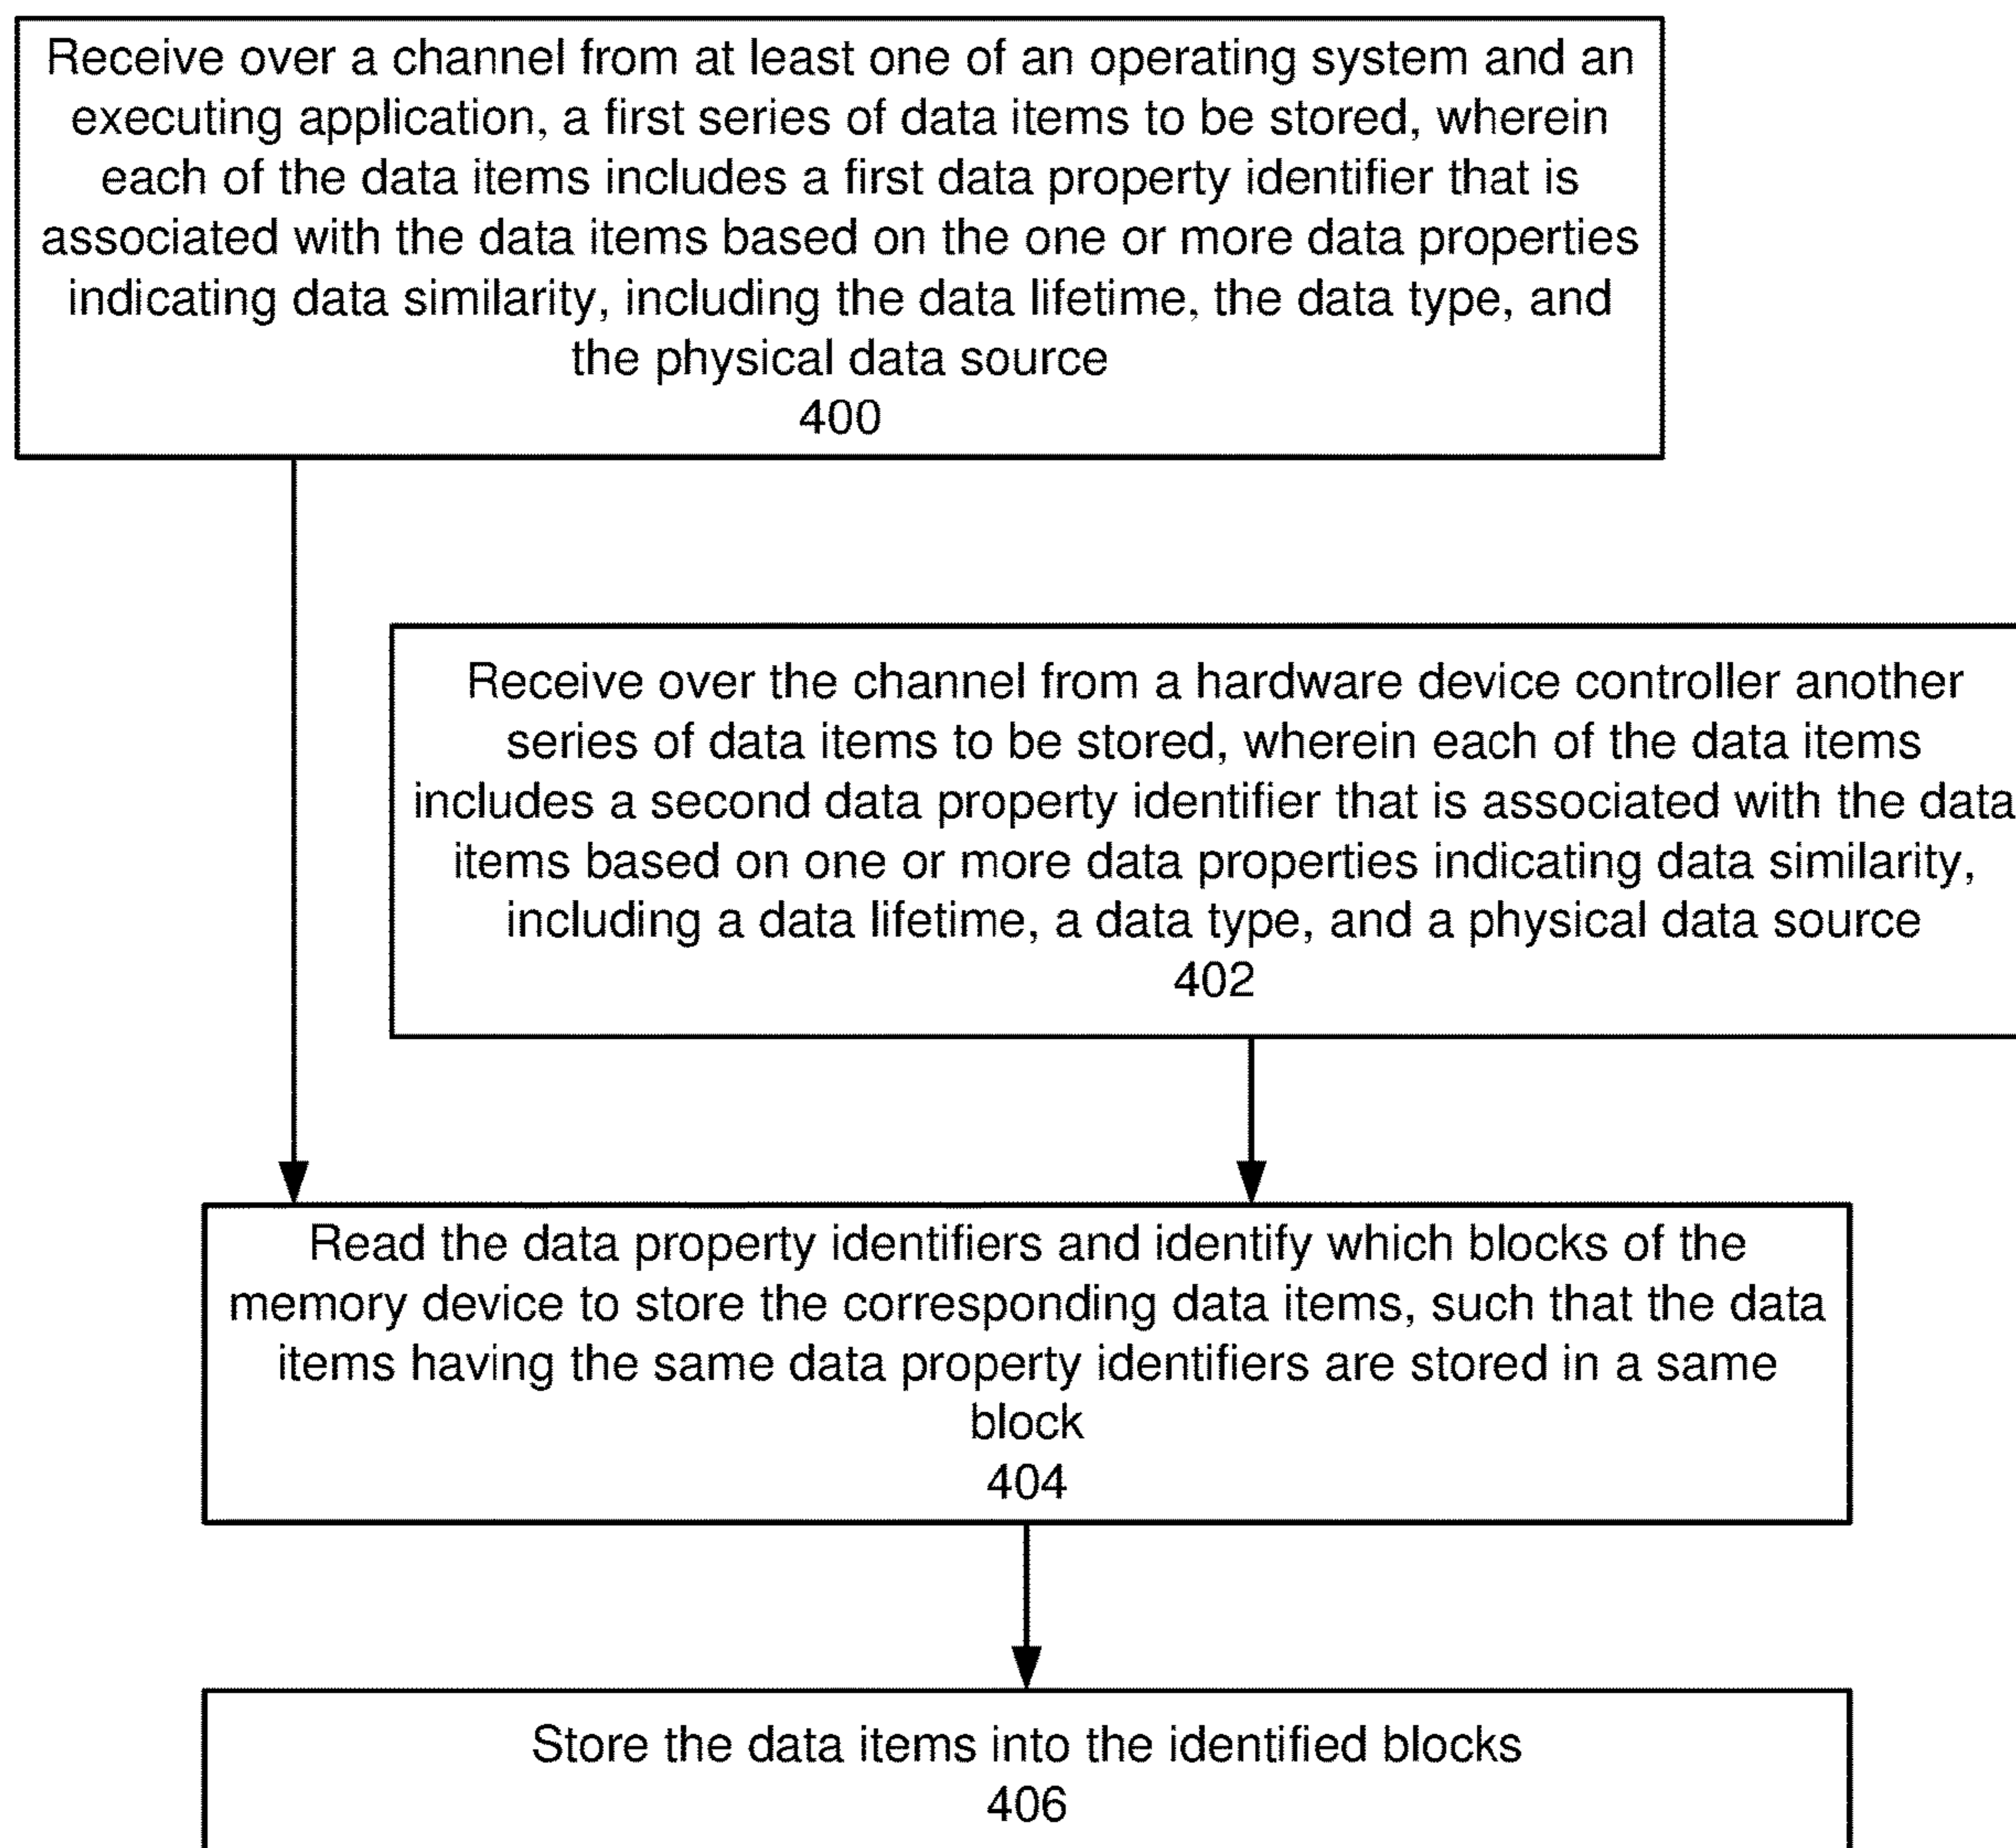 Receive over a channel from at least one of an operating system and an
executing application, a first series of data items to be stored, wherein
each of the data items includes a first data property identifier that is
associated with the data items based on the one or more data properties
indicating data similarity, including the data lifetime, the data type, and
the physical data source
400
Receive over the channel from a hardware device controller another
series of data items to be stored, wherein each of the data items
includes a second data property identifier that is associated with the data
items based on one or more data properties indicating data similarity,
including a data lifetime, a data type, and a physical data source
402
Read the data property identifiers and identify which blocks of the
memory device to store the corresponding data items, such that the data
items having the same data property identifiers are stored in a same
block
404
Store the data items into the identified blocks
406